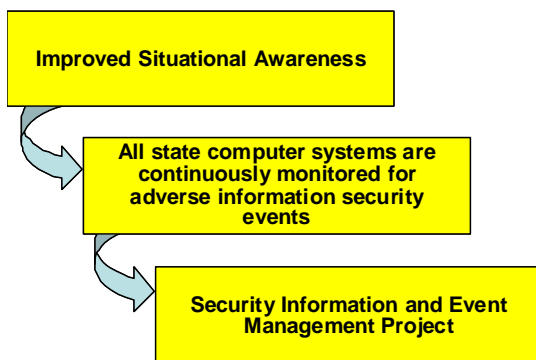 Improved Situational Awareness
All state computer systems are
continuously monitored for
adverse information security
events
Security Information and Event
Management Project